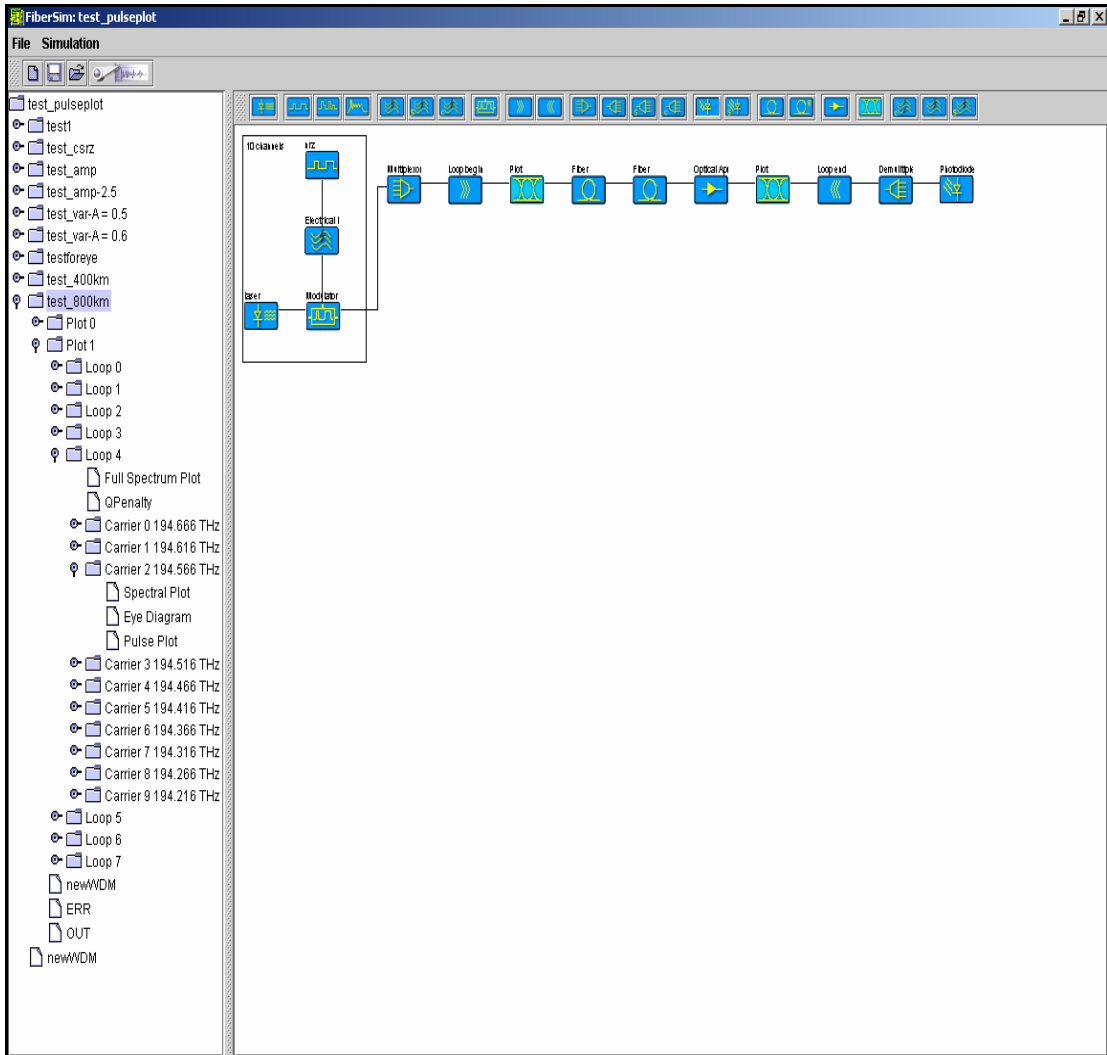 FiberSim: test_pulseplot
File Simulation
test_pulseplot
test1
test_csrz
test_amp
test_amp-2.5
test_var-A = 0.5
test_var-A = 0.6
testforeye
test_400km
test_800km
Plot 0
Plot 1
Loop 0
Loop 1
Loop 2
Loop 3
Loop 4
Full Spectrum Plot
QPenalty
Carrier 0 194.666 THz
Carrier 1 194.616 THz
Carrier 2 194.566 THz
Spectral Plot
Eye Diagram
Pulse Plot
Carrier 3 194.516 THz
Carrier 4 194.466 THz
Carrier 5 194.416 THz
Carrier 6 194.366 THz
Carrier 7 194.316 THz
Carrier 8 194.266 THz
Carrier 9 194.216 THz
Loop 5
Loop 6
Loop 7
newWDM
ERR
OUT
newWDM
10 channels
Multiplexor Loop begin Plot Fiber Fiber Optical Plot Loop end Photodiode
Electrical
laser Modulator